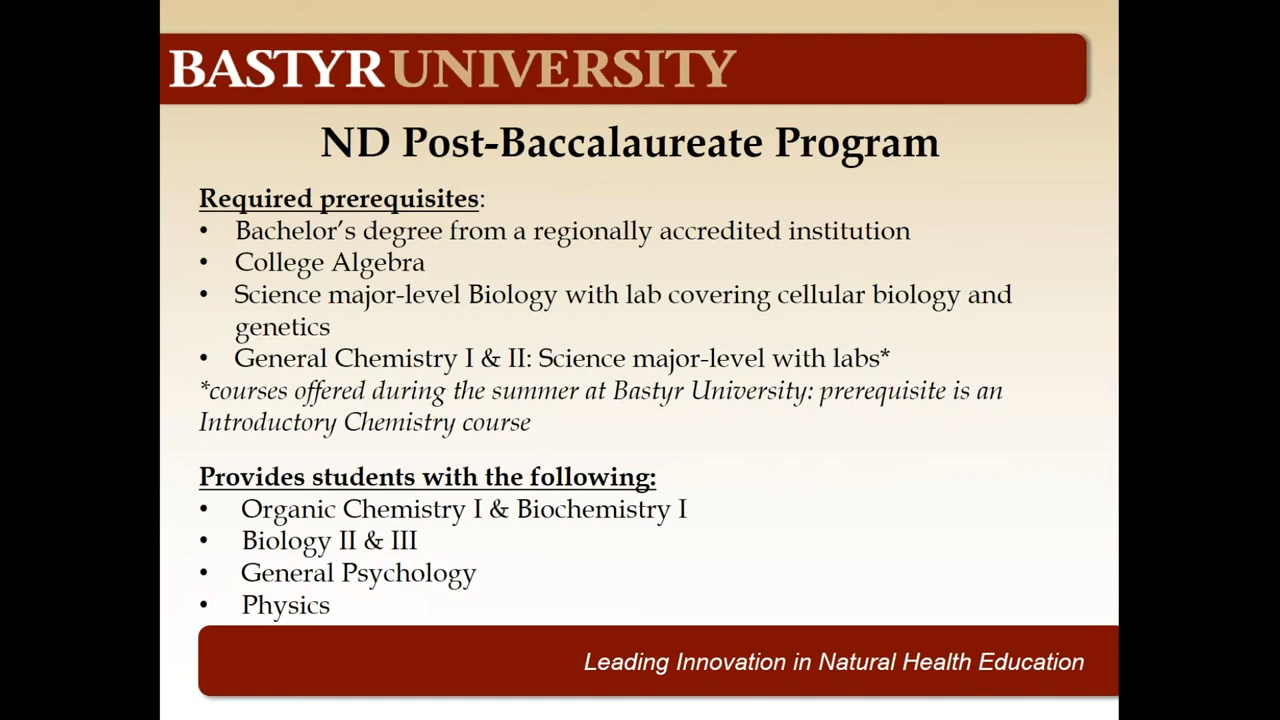 BASTYR UNIVERSITY
ND Post-Baccalaureate Program
Required prerequisites:
• Bachelor’s degree from a regionally accredited institution
• College Algebra
• Science major-level Biology with lab covering cellular biology and
genetics
• General Chemistry I & II: Science major-level with labs*
*courses offered during the summer at Bastyr University: prerequisite is an
Introductory Chemistry course
Provides students with the following:
• Organic Chemistry I & Biochemistry I
• Biology II & III
• General Psychology
• Physics
Leading Innovation in Natural Health Education